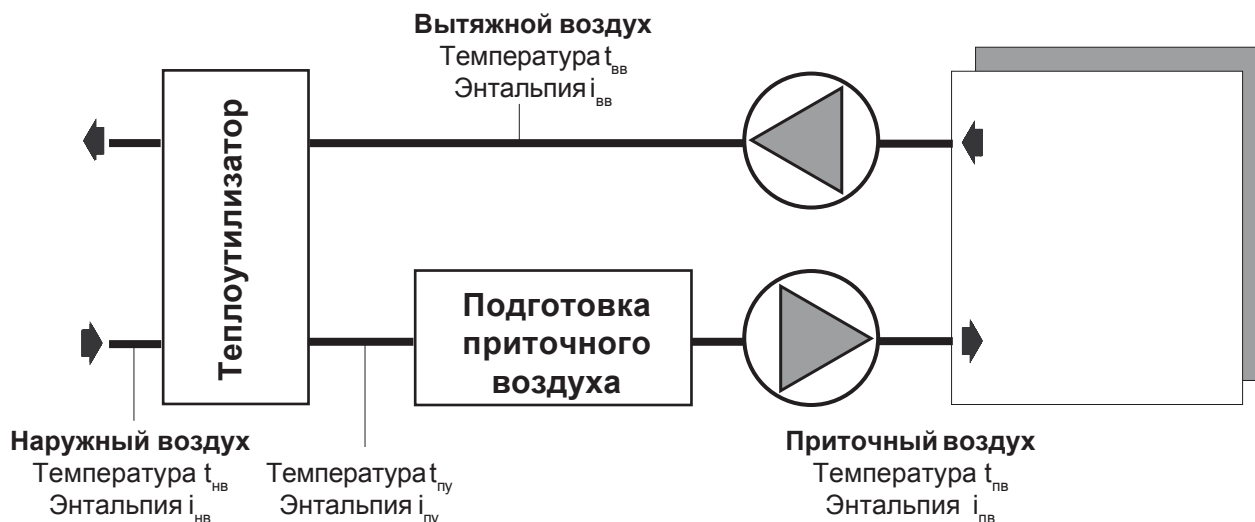 Вытяжной воздух
Температура tвв
Энтальпия iвв
Теплоутилизатор
Подготовка
приточного
воздуха
Наружный воздух
Температура tнв
Энтальпия iнв
Температура tпу
Энтальпия iпу
Приточный воздух
Температура tпв
Энтальпия iпв